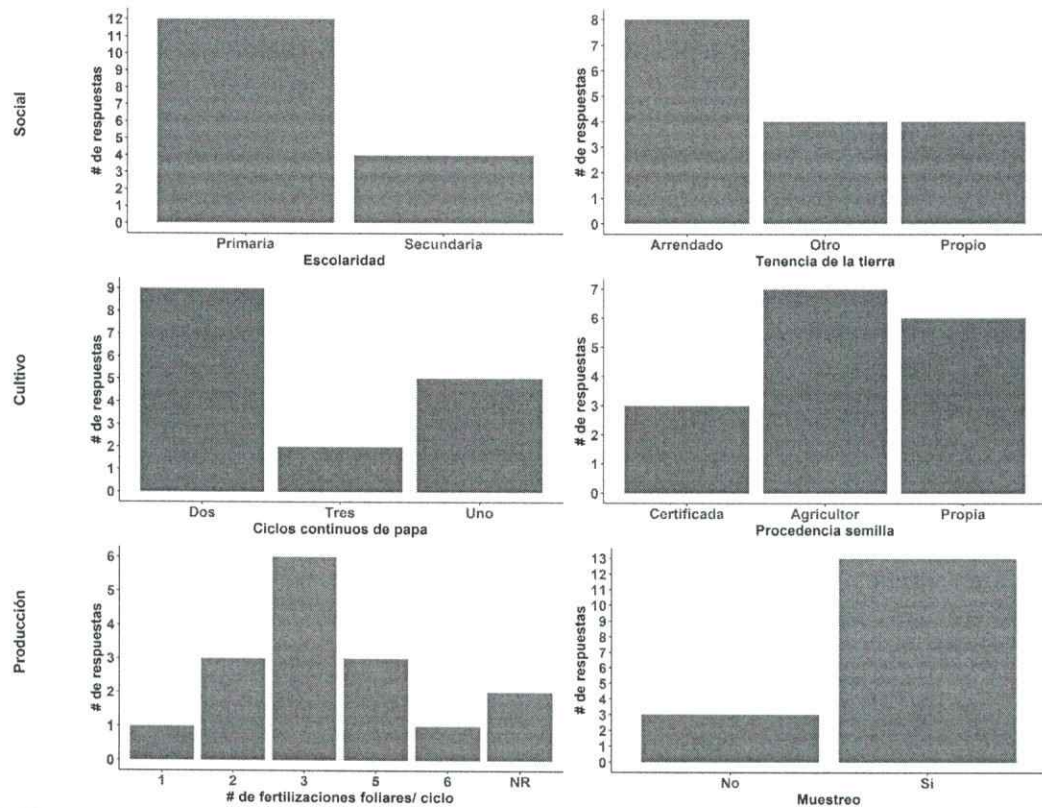 Social
# de respuestas
12
11
10
9
8
7
6
5
4
3
2
1
0
Primaria Secundaria
Escolaridad
# de respuestas
8
7
6
5
4
3
2
1
0
Arrendado Otro Propio
Tenencia de la tierra
Cultivo
# de respuestas
9
8
7
6
5
4
3
2
1
0
Dos Tres Uno
Ciclos continuos de papa
# de respuestas
7
6
5
4
3
2
1
0
Certificada Agricultor Propia
Procedencia semilla
Producción
# de respuestas
6
5
4
3
2
1
0
1 2 3 5 6 NR
# de fertilizaciones foliares/ ciclo
# de respuestas
13
12
11
10
9
8
7
6
5
4
3
2
1
0
No Si
Muestreo